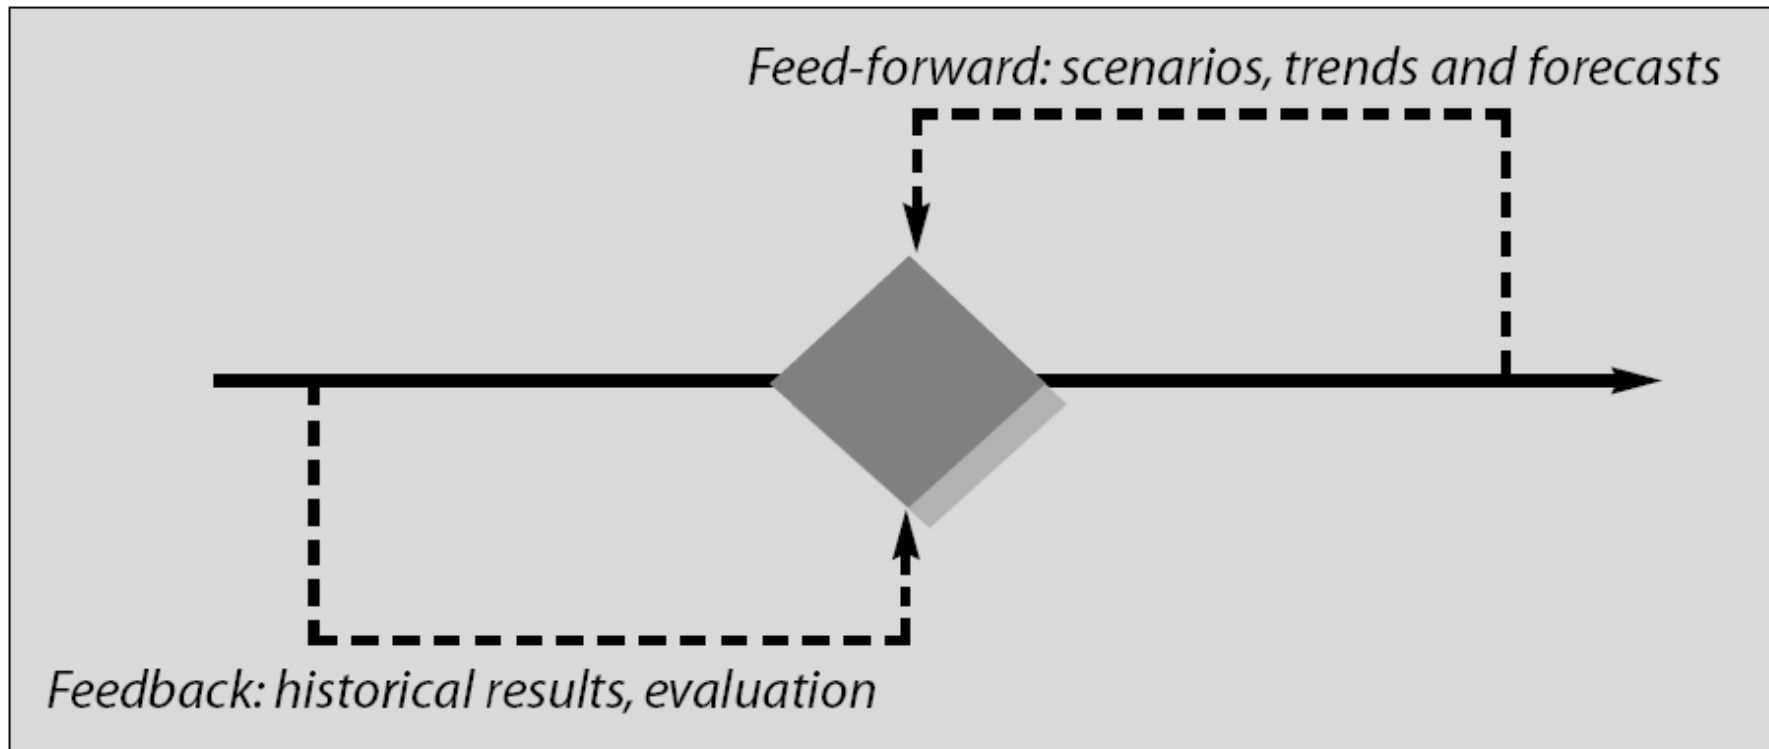 Feed-forward: scenarios, trends and forecasts
Feedback: historical results, evaluation